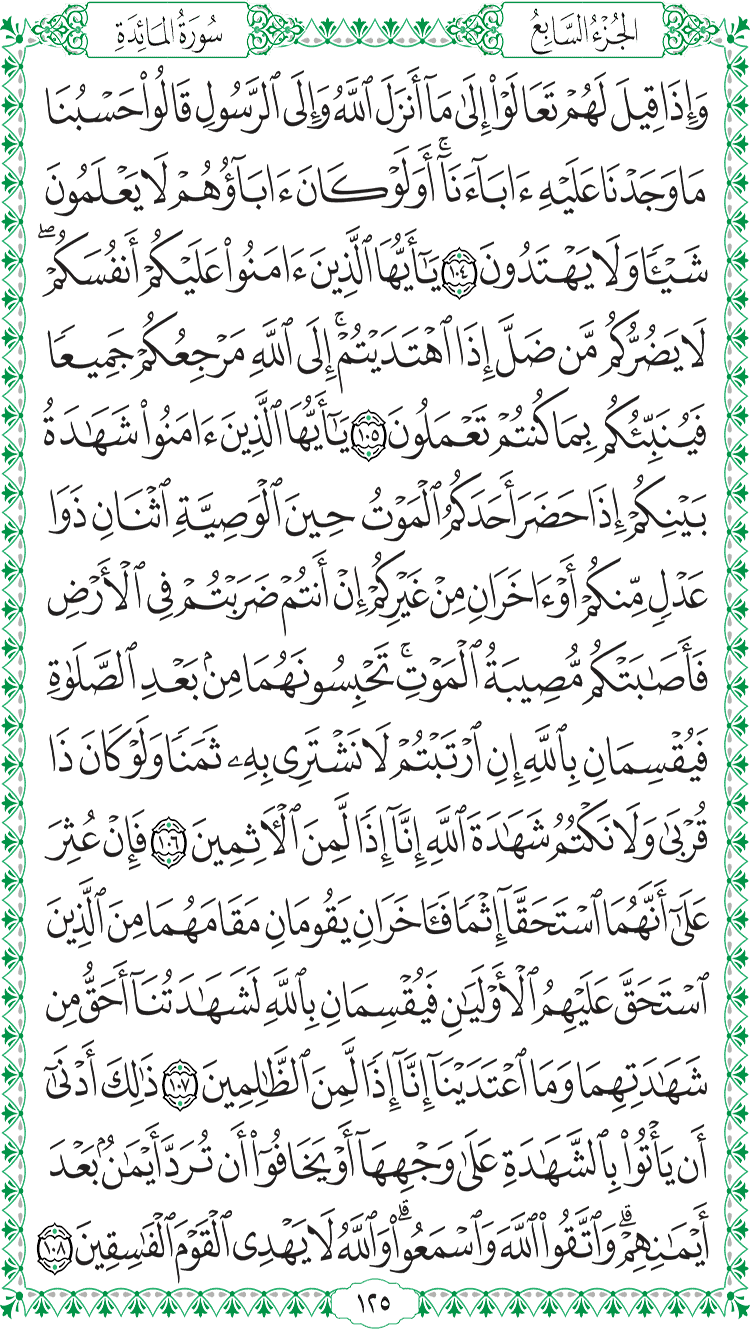 الجُزْءُ السَّابِعُ
سُورَةُ المَائِدَةِ
وَإِذَا قِيلَ لَهُمْ تَعَالَوْا۟ إِلَىٰ مَآ أَنزَلَ ٱللَّهُ وَإِلَى ٱلرَّسُولِ قَالُوا۟ حَسْبُنَا
مَا وَجَدْنَا عَلَيْهِ ءَابَآءَنَآ ۚ أَوَلَوْ كَانَ ءَابَآؤُهُمْ لَا يَعْلَمُونَ
شَيْـًٔا وَلَا يَهْتَدُونَ ١٠٤ يَـٰٓأَيُّهَا ٱلَّذِينَ ءَامَنُوا۟ عَلَيْكُمْ أَنفُسَكُمْ ۖ
لَا يَضُرُّكُم مَّن ضَلَّ إِذَا ٱهْتَدَيْتُمْ ۚ إِلَى ٱللَّهِ مَرْجِعُكُمْ جَمِيعًا
فَيُنَبِّئُكُم بِمَا كُنتُمْ تَعْمَلُونَ ١٠٥ يَـٰٓأَيُّهَا ٱلَّذِينَ ءَامَنُوا۟ شَهَـٰدَةُ
بَيْنِكُمْ إِذَا حَضَرَ أَحَدَكُمُ ٱلْمَوْتُ حِينَ ٱلْوَصِيَّةِ ٱثْنَانِ ذَوَا
عَدْلٍ مِّنكُمْ أَوْ ءَاخَرَانِ مِنْ غَيْرِكُمْ إِنْ أَنتُمْ ضَرَبْتُمْ فِى ٱلْأَرْضِ
فَأَصَـٰبَتْكُم مُّصِيبَةُ ٱلْمَوْتِ ۚ تَحْبِسُونَهُمَا مِنۢ بَعْدِ ٱلصَّلَوٰةِ
فَيُقْسِمَانِ بِٱللَّهِ إِنِ ٱرْتَبْتُمْ لَا نَشْتَرِى بِهِۦ ثَمَنًا وَلَوْ كَانَ ذَا
قُرْبَىٰ وَلَا نَكْتُمُ شَهَـٰدَةَ ٱللَّهِ إِنَّآ إِذًا لَّمِنَ ٱلْـَٔاثِمِينَ ١٠٦ فَإِنْ عُثِرَ
عَلَىٰٓ أَنَّهُمَا ٱسْتَحَقَّآ إِثْمًا فَـَٔاخَرَانِ يَقُومَانِ مَقَامَهُمَا مِنَ ٱلَّذِينَ
ٱسْتَحَقَّ عَلَيْهِمُ ٱلْأَوْلَيَـٰنِ فَيُقْسِمَانِ بِٱللَّهِ لَشَهَـٰدَتُنَآ أَحَقُّ مِن
شَهَـٰدَتِهِمَا وَمَا ٱعْتَدَيْنَآ إِنَّآ إِذًا لَّمِنَ ٱلظَّـٰلِمِينَ ١٠٧ ذَٰلِكَ أَدْنَىٰٓ
أَن يَأْتُوا۟ بِٱلشَّهَـٰدَةِ عَلَىٰ وَجْهِهَآ أَوْ يَخَافُوٓا۟ أَن تُرَدَّ أَيْمَـٰنٌۢ بَعْدَ
أَيْمَـٰنِهِمْ ۗ وَٱتَّقُوا۟ ٱللَّهَ وَٱسْمَعُوا۟ ۗ وَٱللَّهُ لَا يَهْدِى ٱلْقَوْمَ ٱلْفَـٰسِقِينَ ١٠٨
١٢٥